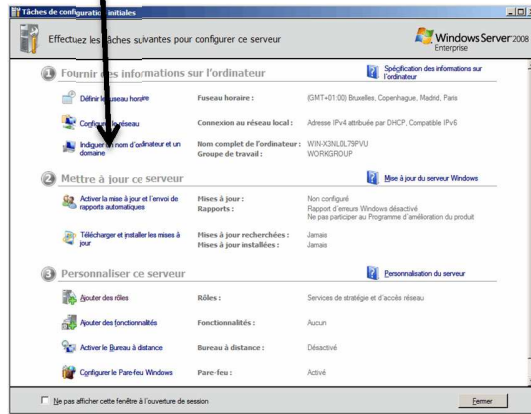 Tâches de configuration initiales
Effectuez les tâches suivantes pour configurer ce serveur
Windows Server 2008
Enterprise
1 Fournir des informations sur l'ordinateur
Spécification des informations sur l'ordinateur
Définir le fuseau horaire
Fuseau horaire :
(GMT+01:00) Bruxelles, Copenhague, Madrid, Paris
Configurer le réseau
Connexion au réseau local :
Adresse IPv4 attribuée par DHCP, Compatible IPv6
Indiquer un nom d'ordinateur et un domaine
Nom complet de l'ordinateur :
WIN-X3NL0L79PVU
Groupe de travail :
WORKGROUP
2 Mettre à jour ce serveur
Mise à jour du serveur Windows
Activer la mise à jour et l'envoi de rapports automatiques
Mises à jour :
Non configuré
Rapports :
Rapport d'erreurs Windows désactivé
Ne pas participer au Programme d'amélioration du produit
Télécharger et installer les mises à jour
Mises à jour recherchées :
Jamais
Mises à jour installées :
Jamais
3 Personnaliser ce serveur
Personnalisation du serveur
Ajouter des rôles
Rôles :
Services de stratégie et d'accès réseau
Ajouter des fonctionnalités
Fonctionnalités :
Aucun
Activer le Bureau à distance
Bureau à distance :
Désactivé
Configurer le Pare-feu Windows
Pare-feu :
Activé
Ne pas afficher cette fenêtre à l'ouverture de session
Fermer